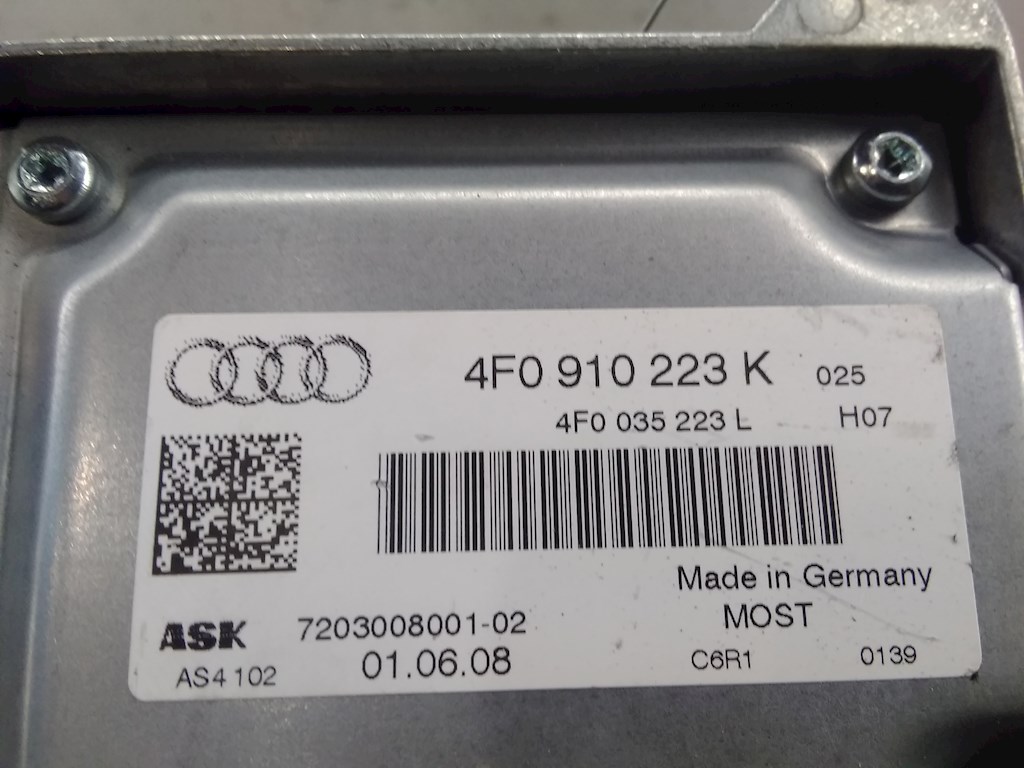 4F0 910 223 K 025
4F0 035 223 L H07
Made in Germany
MOST
ASK 7203008001-02
AS4 102 01.06.08 C6R1 0139